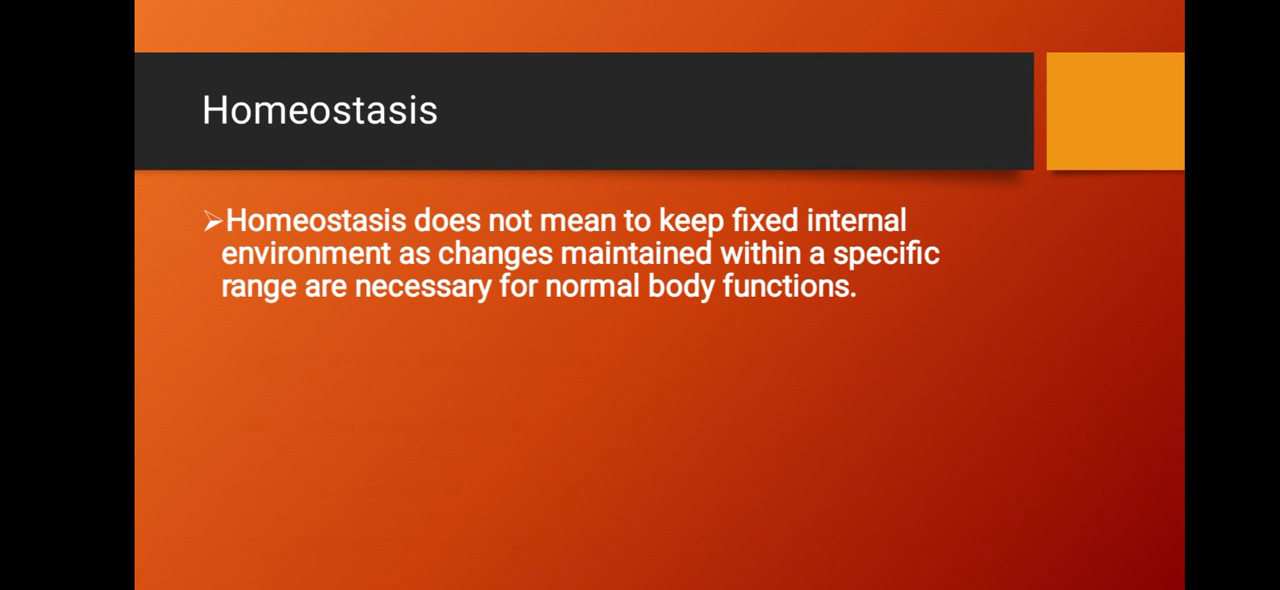 Homeostasis
➢Homeostasis does not mean to keep fixed internal
environment as changes maintained within a specific
range are necessary for normal body functions.